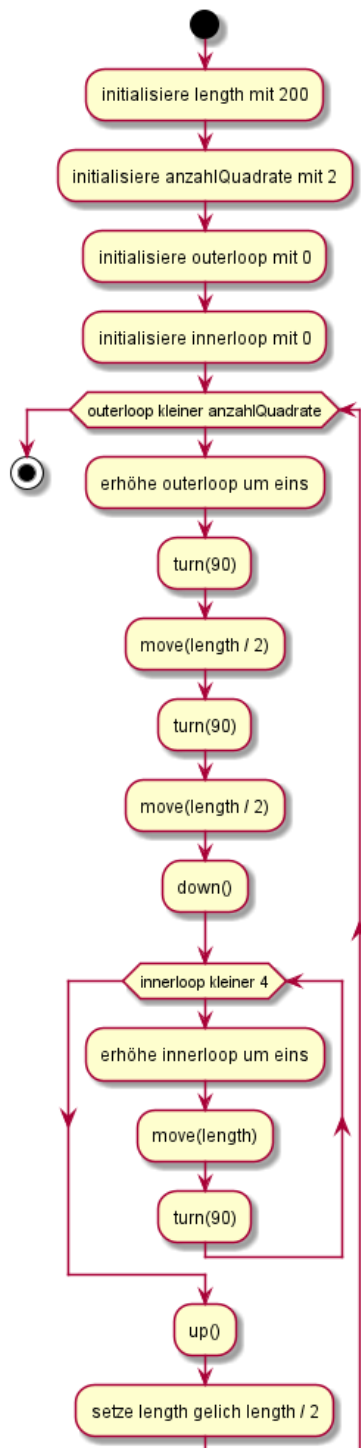 initialisiere length mit 200
initialisiere anzahlQuadrate mit 2
initialisiere outerloop mit 0
initialisiere innerloop mit 0
outerloop kleiner anzahlQuadrate
erhöhe outerloop um eins
turn(90)
move(length / 2)
turn(90)
move(length / 2)
down()
innerloop kleiner 4
erhöhe innerloop um eins
move(length)
turn(90)
up()
setze length gelich length / 2